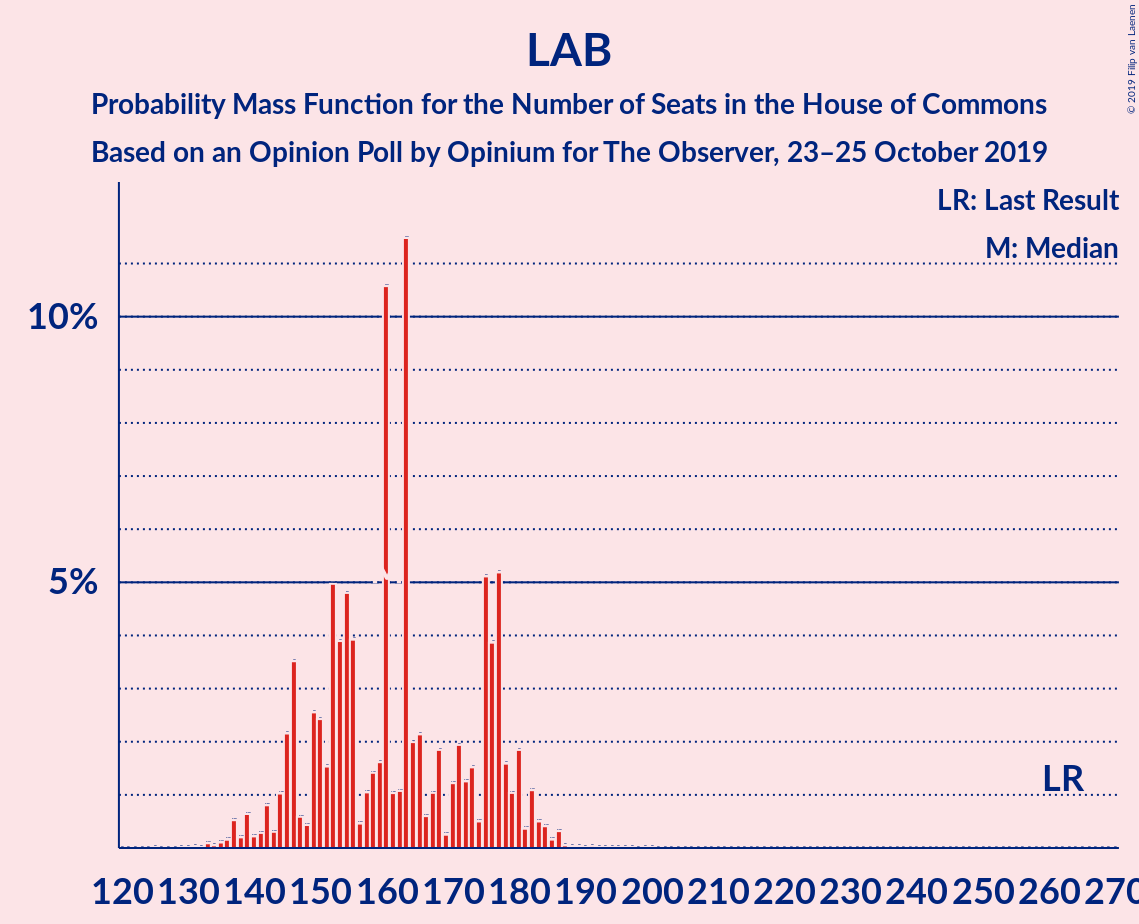 LAB
Probability Mass Function for the Number of Seats in the House of Commons
Based on an Opinion Poll by Opinium for The Observer, 23–25 October 2019
© 2019 Filip van Laenen
LR: Last Result
M: Median
10%
5%
LR
120 130 140 150 160 170 180 190 200 210 220 230 240 250 260 270